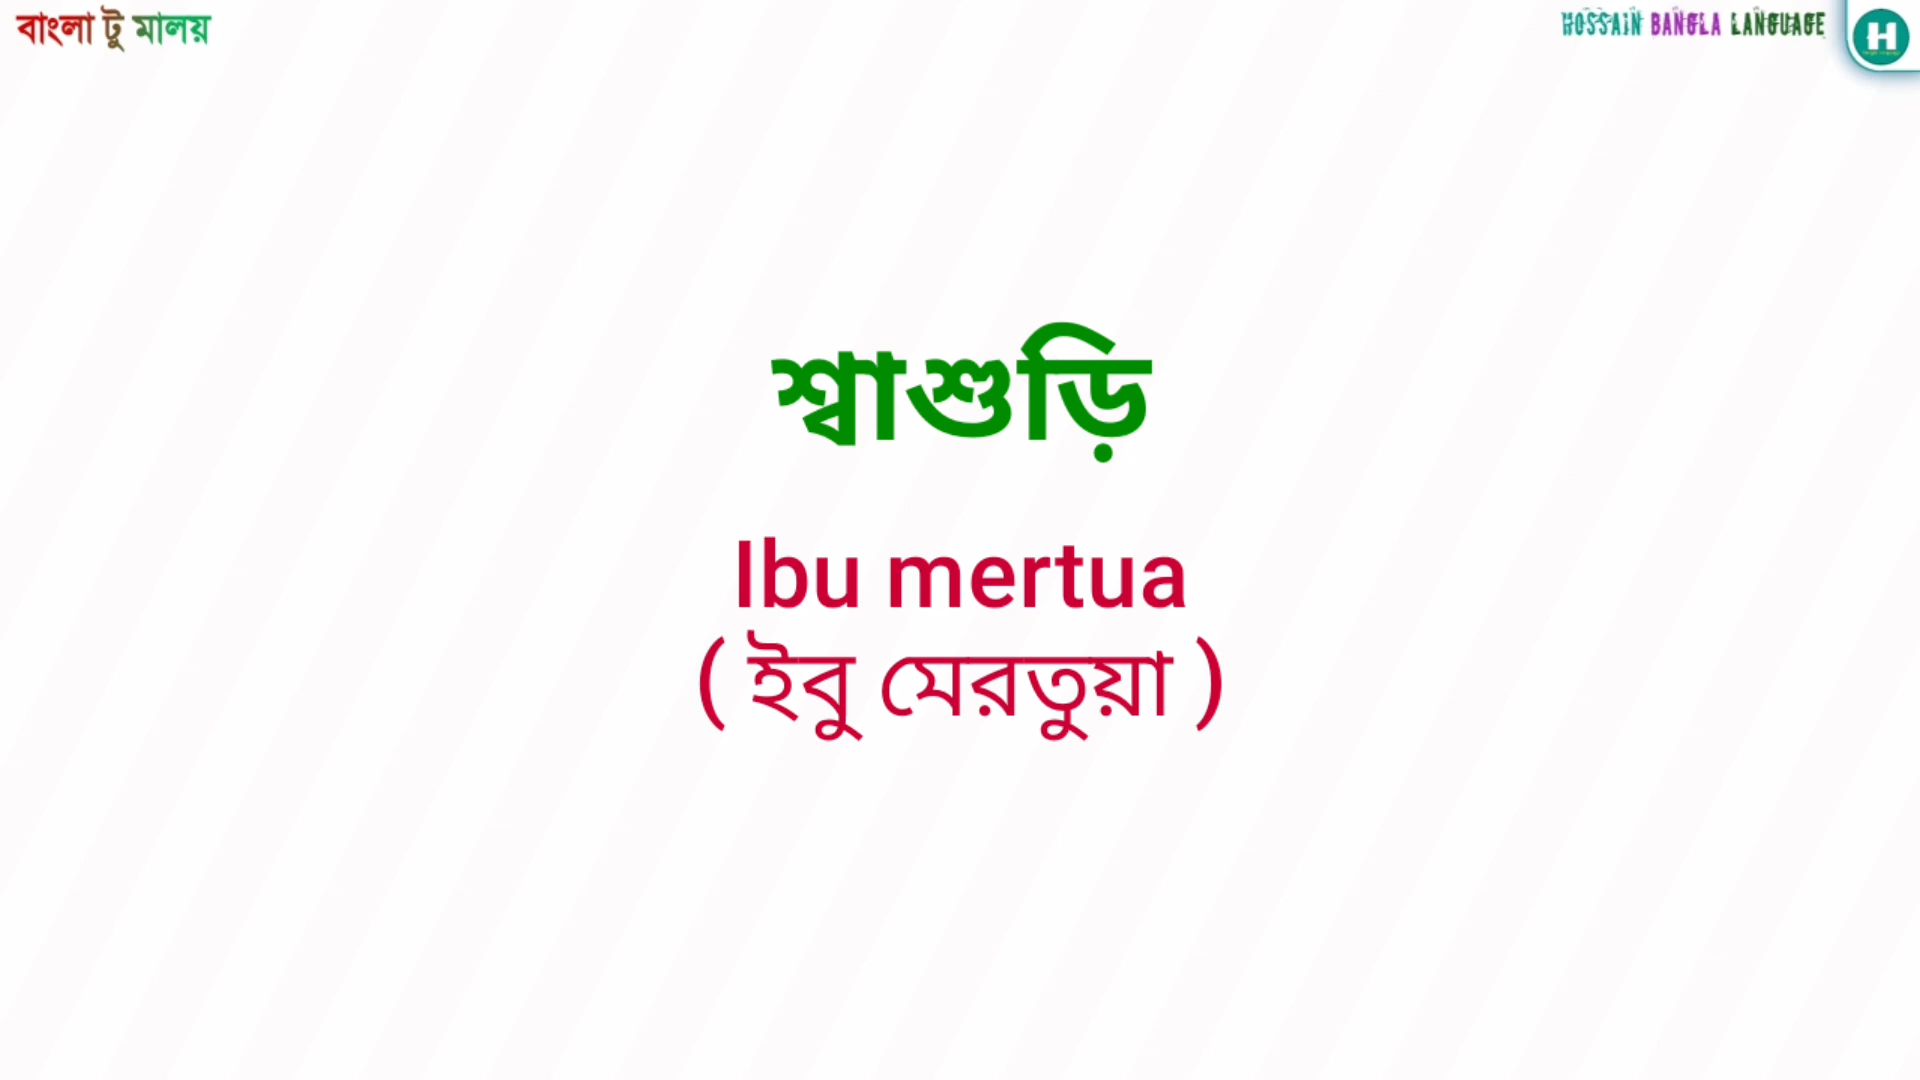 বাংলা টু মালয়
HOSSAIN BANGLA LANGUAGE
H
শ্বাশুড়ি
Ibu mertua
( ইবু মেরতুয়া )